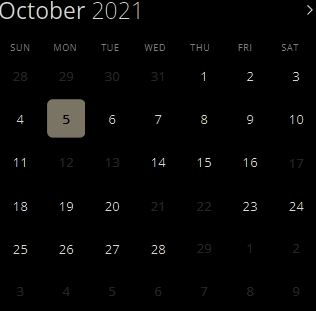 October 2021
SUN MON TUE WED THU FRI SAT
28 29 30 31 1 2 3
4 5 6 7 8 9 10
11 12 13 14 15 16 17
18 19 20 21 22 23 24
25 26 27 28 29 1 2
3 4 5 6 7 8 9